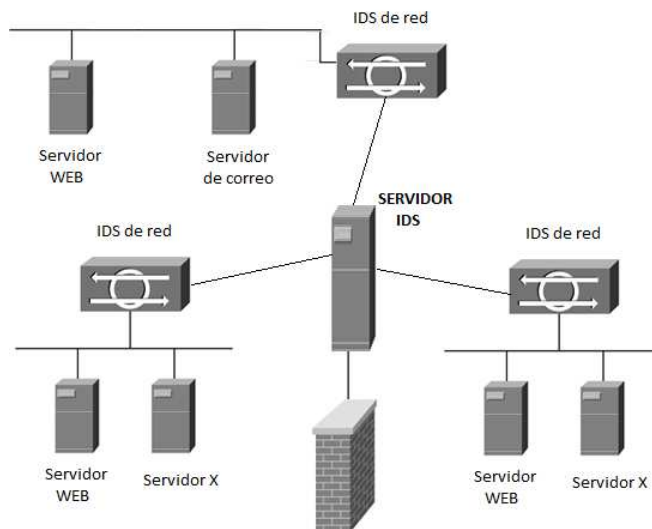 IDS de red
Servidor
WEB
Servidor
de correo
SERVIDOR
IDS
IDS de red
IDS de red
Servidor
WEB
Servidor X
Servidor
WEB
Servidor X